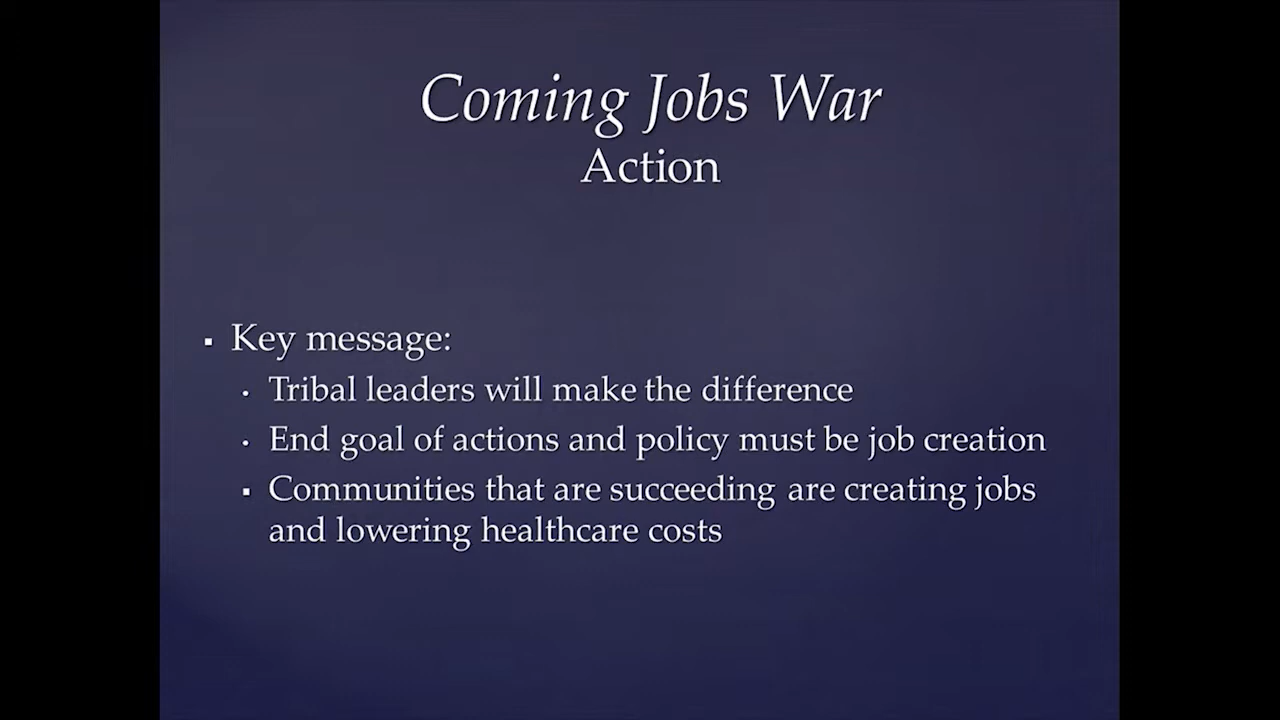 Coming Jobs War
Action
▪ Key message:
• Tribal leaders will make the difference
• End goal of actions and policy must be job creation
▪ Communities that are succeeding are creating jobs
and lowering healthcare costs